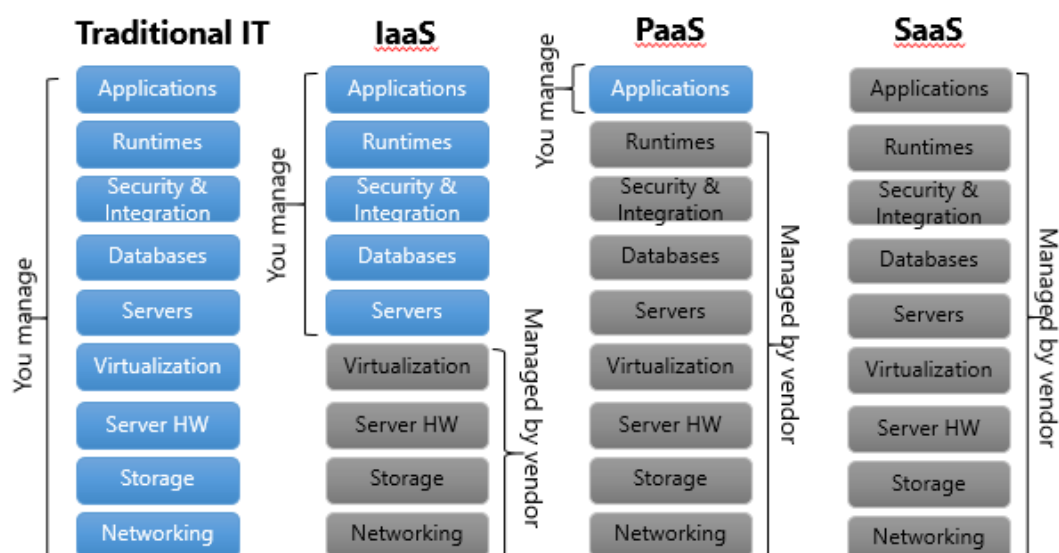 Traditional IT
IaaS
PaaS
SaaS
You manage
Applications
Runtimes
Security &
Integration
Databases
Servers
Virtualization
Server HW
Storage
Networking
You manage
Applications
Runtimes
Security &
Integration
Databases
Servers
Virtualization
Server HW
Storage
Networking
Managed by vendor
You manage
Applications
Runtimes
Security &
Integration
Databases
Servers
Virtualization
Server HW
Storage
Networking
Managed by vendor
Applications
Runtimes
Security &
Integration
Databases
Servers
Virtualization
Server HW
Storage
Networking
Managed by vendor